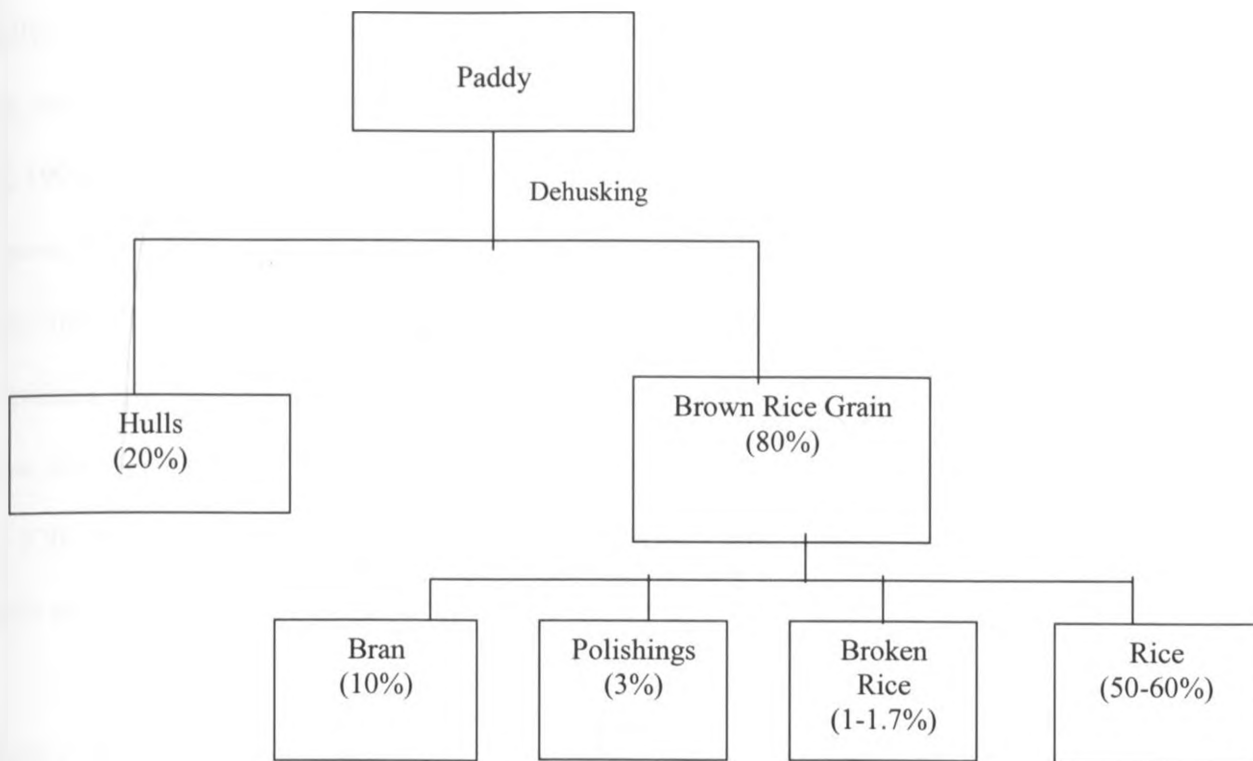 Paddy
Dehusking
Hulls
(20%)
Brown Rice Grain
(80%)
Bran
(10%)
Polishings
(3%)
Broken
Rice
(1-1.7%)
Rice
(50-60%)